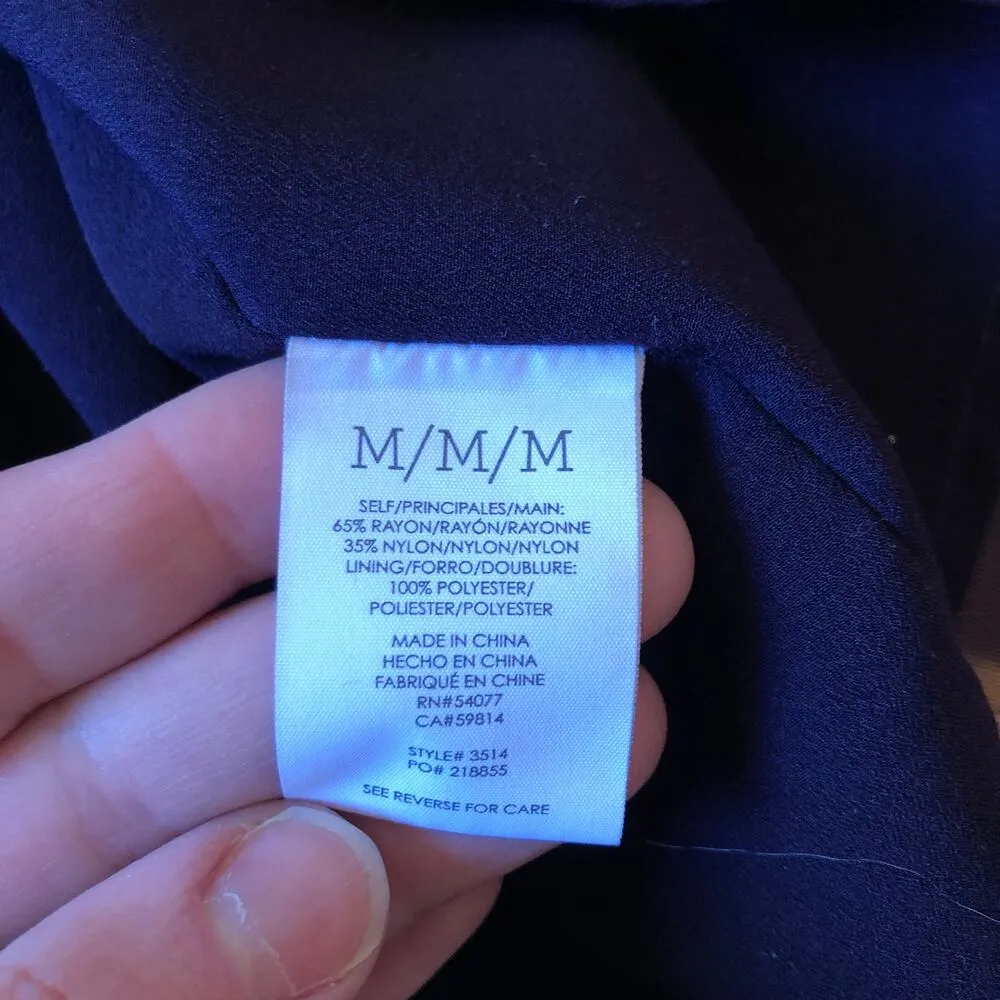 M/M/M
SELF/PRINCIPALES/MAIN:
65% RAYON/RAYÓN/RAYONNE
35% NYLON/NYLON/NYLON
LINING/FORRO/DOUBLURE:
100% POLYESTER/
POLIESTER/POLYESTER
MADE IN CHINA
HECHO EN CHINA
FABRIQUÉ EN CHINE
RN#54077
CA#59814
STYLE# 3514
PO# 218855
SEE REVERSE FOR CARE